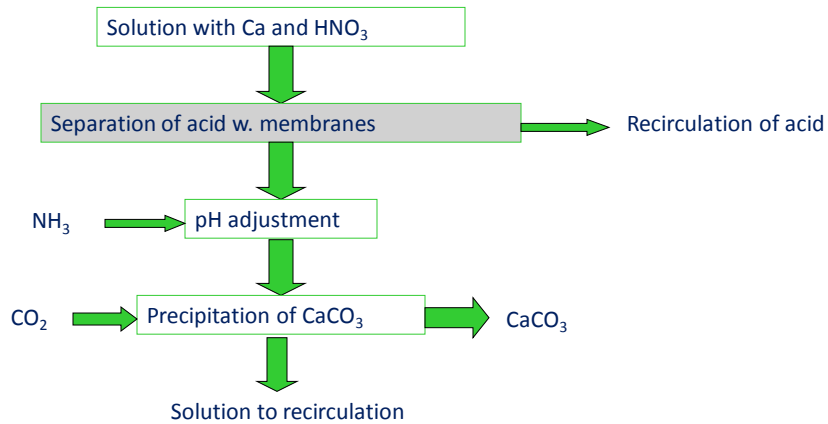 Solution with Ca and HNO₃
Separation of acid w. membranes
Recirculation of acid
NH₃
pH adjustment
CO₂
Precipitation of CaCO₃
CaCO₃
Solution to recirculation